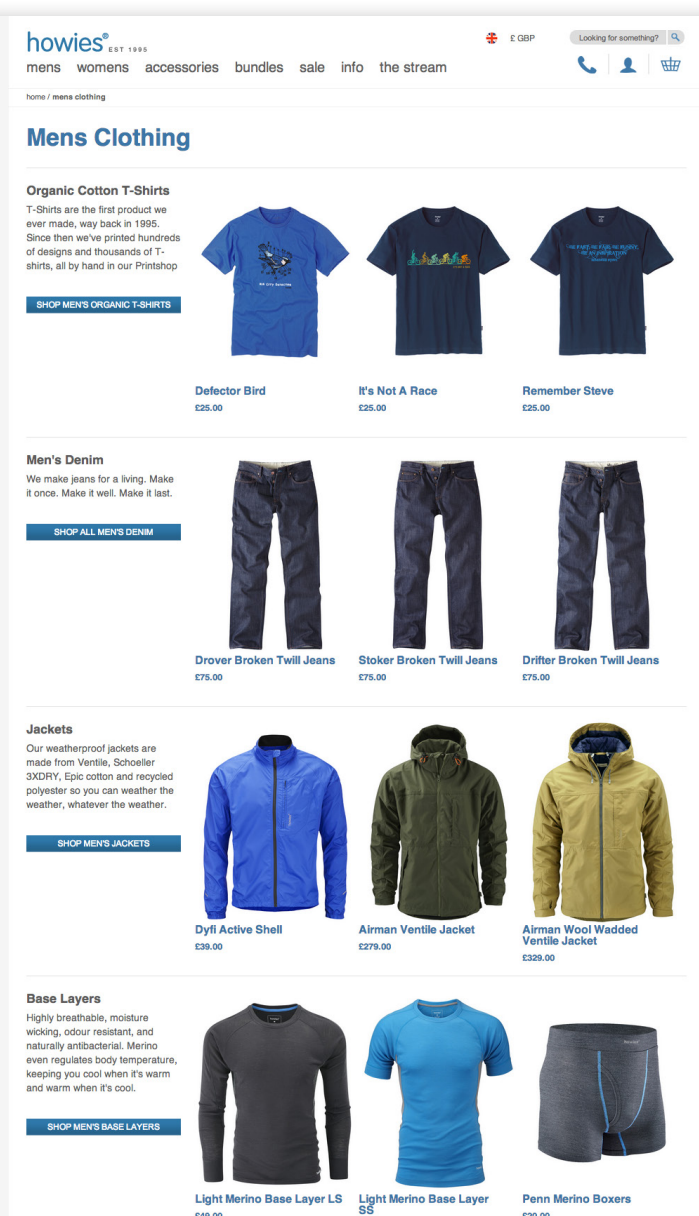 howies® EST 1995
£ GBP
Looking for something?
mens womens accessories bundles sale info the stream
home / mens clothing
Mens Clothing
Organic Cotton T-Shirts
T-Shirts are the first product we
ever made, way back in 1995.
Since then we've printed hundreds
of designs and thousands of T-
shirts, all by hand in our Printshop
SHOP MEN'S ORGANIC T-SHIRTS
Defector Bird
£25.00
It's Not A Race
£25.00
Remember Steve
£25.00
Men's Denim
We make jeans for a living. Make
it once. Make it well. Make it last.
SHOP ALL MEN'S DENIM
Drover Broken Twill Jeans
£75.00
Stoker Broken Twill Jeans
£75.00
Drifter Broken Twill Jeans
£75.00
Jackets
Our weatherproof jackets are
made from Ventile, Schoeller
3XDRY, Epic cotton and recycled
polyester so you can weather the
weather, whatever the weather.
SHOP MEN'S JACKETS
Dyfi Active Shell
£39.00
Airman Ventile Jacket
£279.00
Airman Wool Wadded
Ventile Jacket
£329.00
Base Layers
Highly breathable, moisture
wicking, odour resistant, and
naturally antibacterial. Merino
even regulates body temperature,
keeping you cool when it's warm
and warm when it's cool.
SHOP MEN'S BASE LAYERS
Light Merino Base Layer LS
Light Merino Base Layer
SS
Penn Merino Boxers